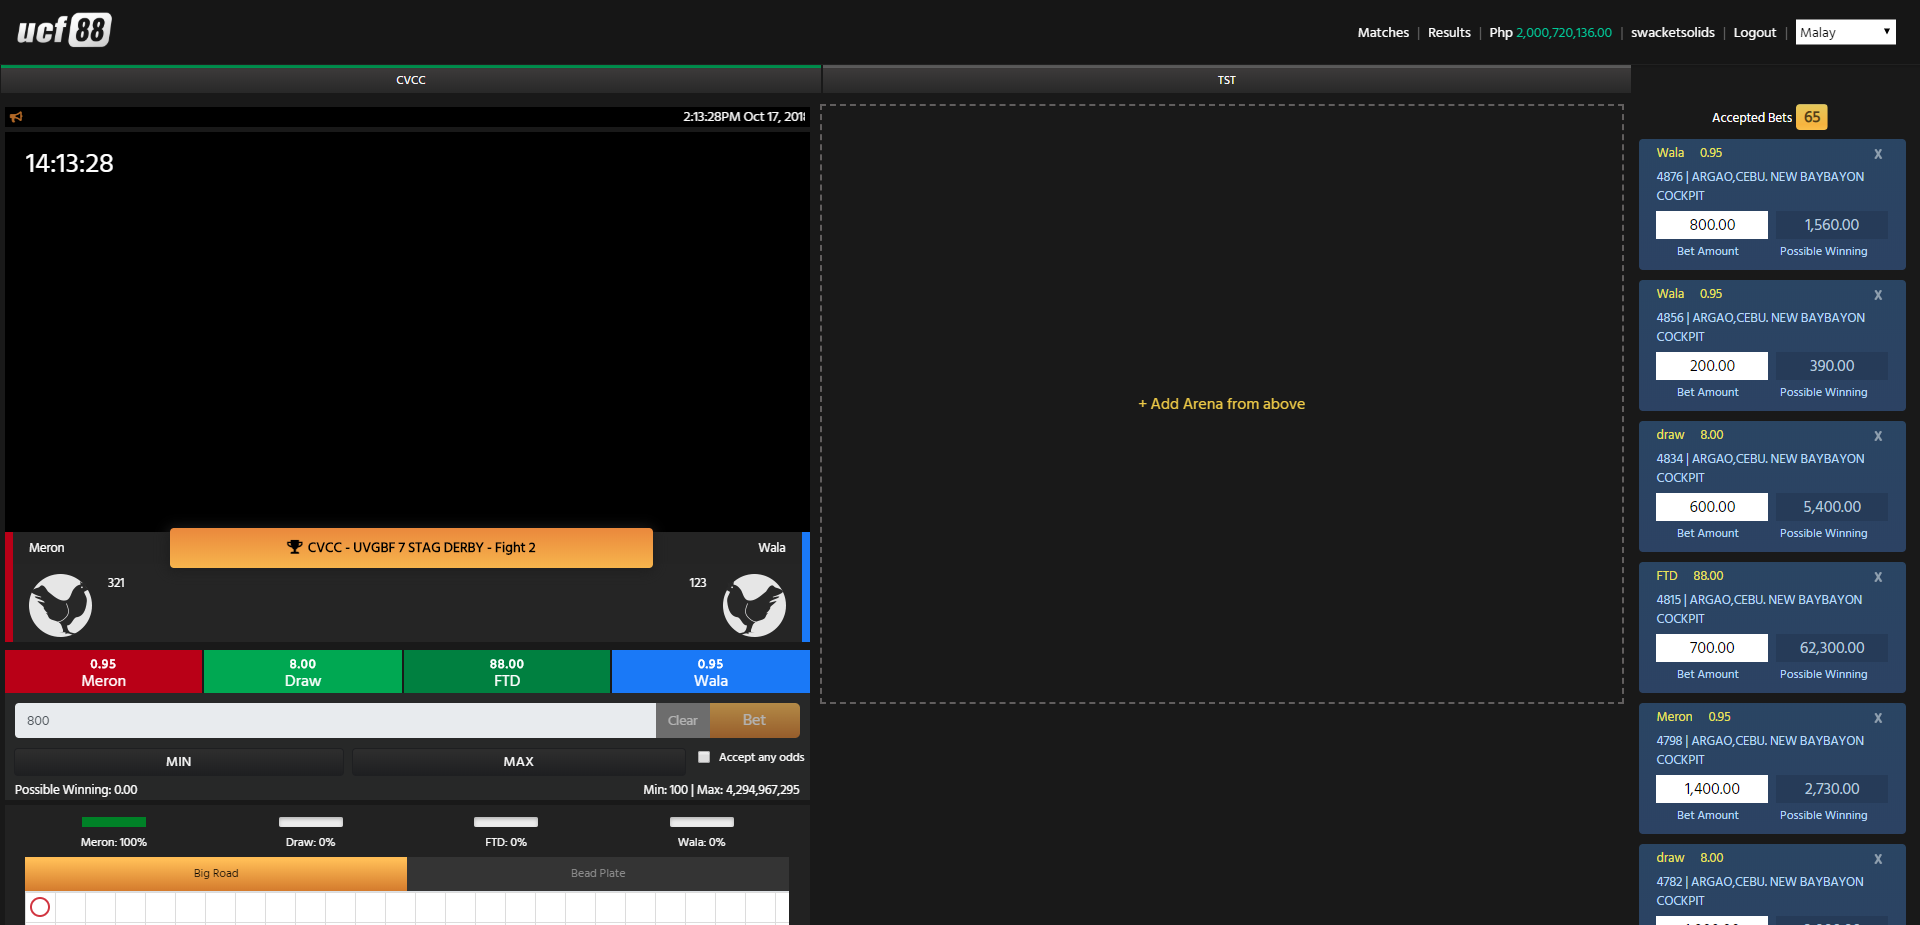 ucf88
Matches | Results | Php 2,000,720,136.00 | swacketsolids | Logout | Malay
CVCC
TST
2:13:28PM Oct 17, 201
14:13:28
Meron
CVCC - UVGBF 7 STAG DERBY - Fight 2
Wala
321
123
0.95
Meron
8.00
Draw
88.00
FTD
0.95
Wala
800
Clear
Bet
MIN
MAX
Accept any odds
Possible Winning: 0.00
Min: 100 | Max: 4,294,967,295
Meron: 100%
Draw: 0%
FTD: 0%
Wala: 0%
Big Road
Bead Plate
+ Add Arena from above
Accepted Bets 65
Wala 0.95 X
4876 | ARGAO,CEBU. NEW BAYBAYON
COCKPIT
800.00 1,560.00
Bet Amount Possible Winning
Wala 0.95 X
4856 | ARGAO,CEBU. NEW BAYBAYON
COCKPIT
200.00 390.00
Bet Amount Possible Winning
draw 8.00 X
4834 | ARGAO,CEBU. NEW BAYBAYON
COCKPIT
600.00 5,400.00
Bet Amount Possible Winning
FTD 88.00 X
4815 | ARGAO,CEBU. NEW BAYBAYON
COCKPIT
700.00 62,300.00
Bet Amount Possible Winning
Meron 0.95 X
4798 | ARGAO,CEBU. NEW BAYBAYON
COCKPIT
1,400.00 2,730.00
Bet Amount Possible Winning
draw 8.00 X
4782 | ARGAO,CEBU. NEW BAYBAYON
COCKPIT